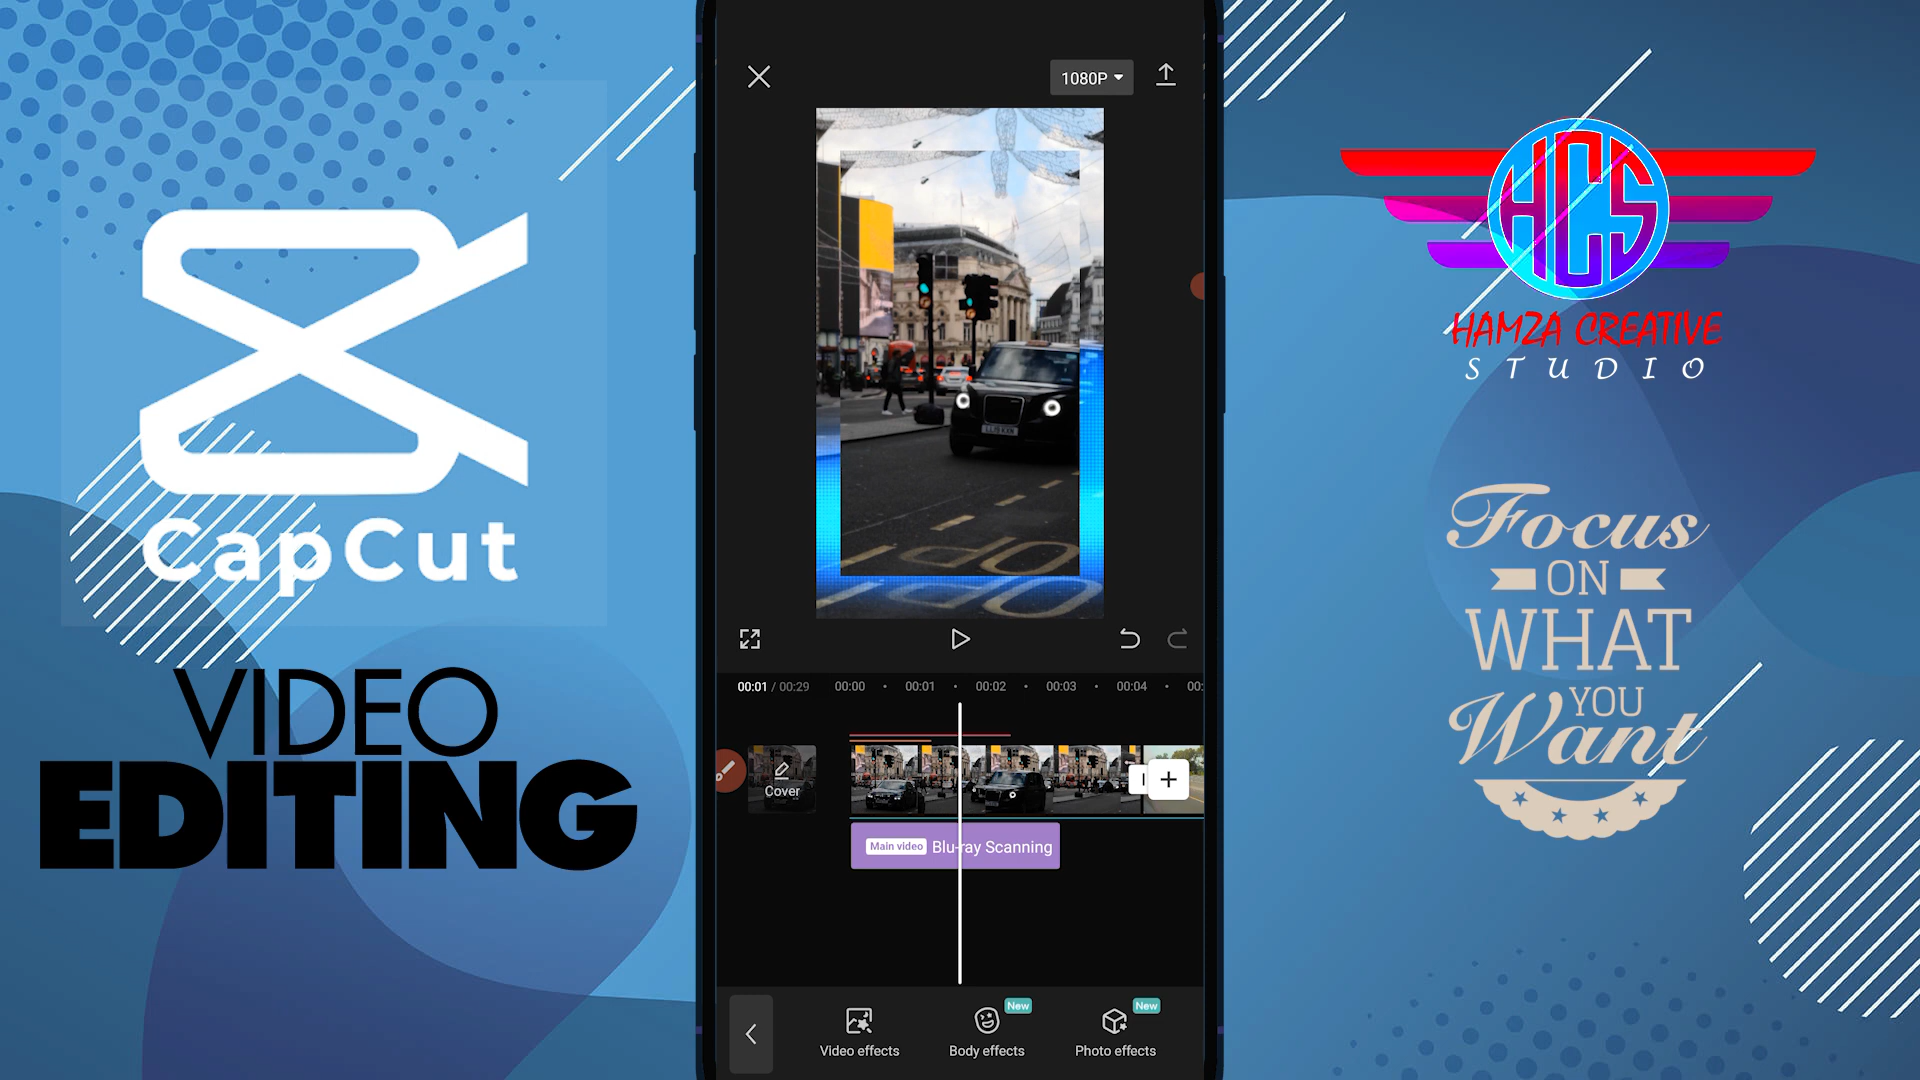 CapCut
VIDEO
EDITING
1080P
00:01 / 00:29
00:00
00:01
00:02
00:03
00:04
00:
Cover
Main video
Blu-ray Scanning
Video effects
New
Body effects
New
Photo effects
HCS
HAMZA CREATIVE
STUDIO
Focus
ON
WHAT
YOU
Want